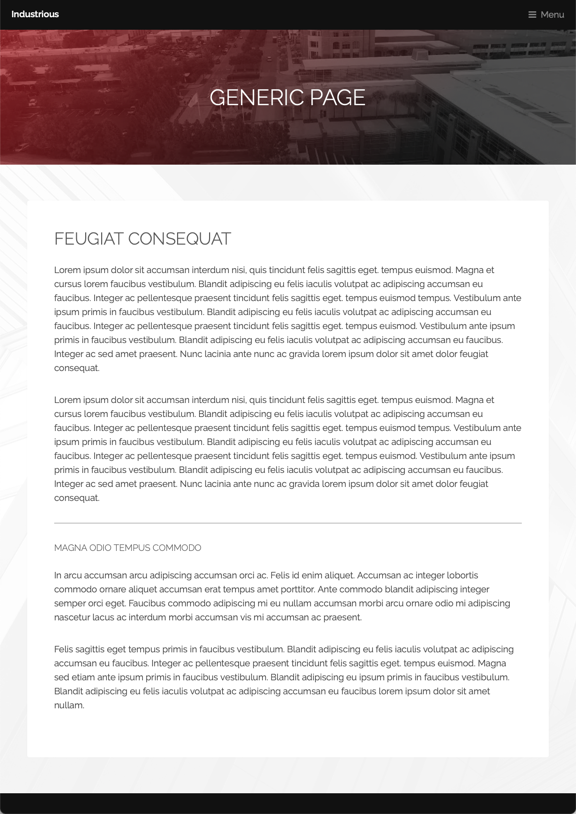 Industrious
Menu
GENERIC PAGE
FEUGIAT CONSEQUAT
Lorem ipsum dolor sit accumsan interdum nisi, quis tincidunt felis sagittis eget. tempus euismod. Magna et
cursus lorem faucibus vestibulum. Blandit adipiscing eu felis iaculis volutpat ac adipiscing accumsan eu
faucibus. Integer ac pellentesque praesent tincidunt felis sagittis eget. tempus euismod tempus. Vestibulum ante
ipsum primis in faucibus vestibulum. Blandit adipiscing eu felis iaculis volutpat ac adipiscing accumsan eu
faucibus. Integer ac pellentesque praesent tincidunt felis sagittis eget. tempus euismod. Vestibulum ante ipsum
primis in faucibus vestibulum. Blandit adipiscing eu felis iaculis volutpat ac adipiscing accumsan eu faucibus.
Integer ac sed amet praesent. Nunc lacinia ante nunc ac gravida lorem ipsum dolor sit amet dolor feugiat
consequat.
Lorem ipsum dolor sit accumsan interdum nisi, quis tincidunt felis sagittis eget. tempus euismod. Magna et
cursus lorem faucibus vestibulum. Blandit adipiscing eu felis iaculis volutpat ac adipiscing accumsan eu
faucibus. Integer ac pellentesque praesent tincidunt felis sagittis eget. tempus euismod tempus. Vestibulum ante
ipsum primis in faucibus vestibulum. Blandit adipiscing eu felis iaculis volutpat ac adipiscing accumsan eu
faucibus. Integer ac pellentesque praesent tincidunt felis sagittis eget. tempus euismod. Vestibulum ante ipsum
primis in faucibus vestibulum. Blandit adipiscing eu felis iaculis volutpat ac adipiscing accumsan eu faucibus.
Integer ac sed amet praesent. Nunc lacinia ante nunc ac gravida lorem ipsum dolor sit amet dolor feugiat
consequat.
MAGNA ODIO TEMPUS COMMODO
In arcu accumsan arcu adipiscing accumsan orci ac. Felis id enim aliquet. Accumsan ac integer lobortis
commodo ornare aliquet accumsan erat tempus amet porttitor. Ante commodo blandit adipiscing integer
semper orci eget. Faucibus commodo adipiscing mi eu nullam accumsan morbi arcu ornare odio mi adipiscing
nascetur lacus ac interdum morbi accumsan vis mi accumsan ac praesent.
Felis sagittis eget tempus primis in faucibus vestibulum. Blandit adipiscing eu felis iaculis volutpat ac adipiscing
accumsan eu faucibus. Integer ac pellentesque praesent tincidunt felis sagittis eget. tempus euismod. Magna
sed etiam ante ipsum primis in faucibus vestibulum. Blandit adipiscing eu ipsum primis in faucibus vestibulum.
Blandit adipiscing eu felis iaculis volutpat ac adipiscing accumsan eu faucibus lorem ipsum dolor sit amet
nullam.